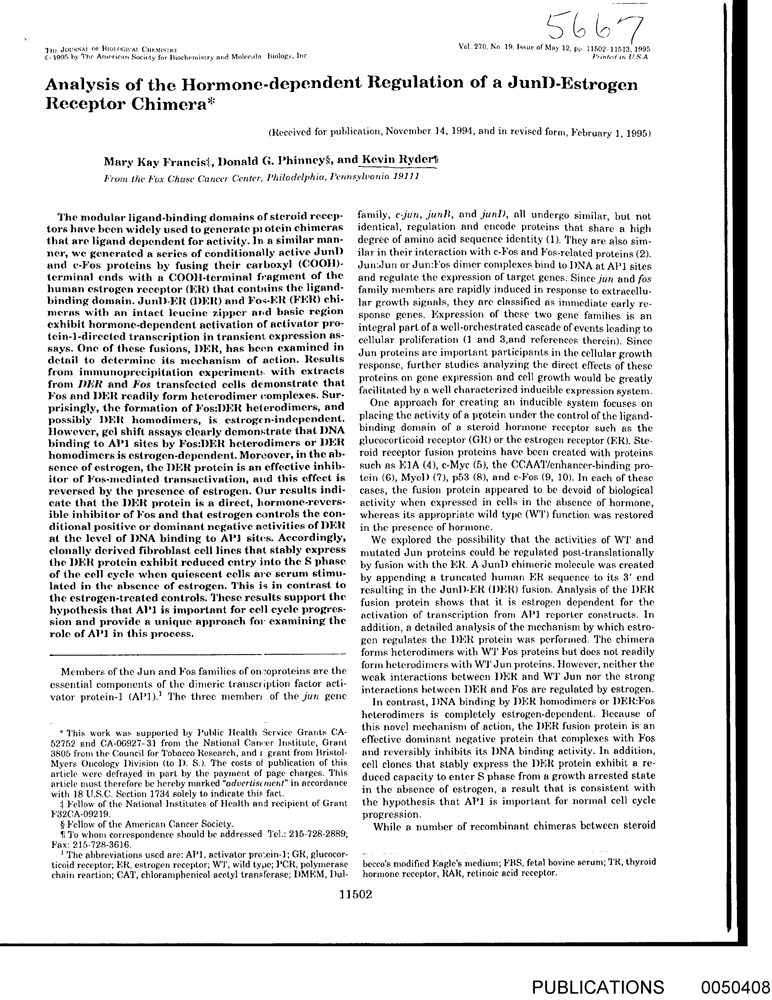 5667
THE JOURNAL OF BIOLOGICAL CHEMISTRY
© 1995 by The American Society for Biochemistry and Molecular Biology, Inc
Vol. 270, No. 19, Issue of May 12, pp. 11502-11513, 1995
Printed in U.S.A
Analysis of the Hormone-dependent Regulation of a JunD-Estrogen
Receptor Chimera*
(Received for publication, November 14, 1994, and in revised form, February 1, 1995)
Mary Kay Francis‡, Donald G. Phinney§, and Kevin Ryder¶
From the Fox Chase Cancer Center, Philadelphia, Pennsylvania 19111
The modular ligand-binding domains of steroid recep-
tors have been widely used to generate protein chimeras
that are ligand dependent for activity. In a similar man-
ner, we generated a series of conditionally active JunD
and c-Fos proteins by fusing their carboxyl (COOH)-
terminal ends with a COOH-terminal fragment of the
human estrogen receptor (ER) that contains the ligand-
binding domain. JunD-ER (DER) and Fos-ER (FER) chi-
meras with an intact leucine zipper and basic region
exhibit hormone-dependent activation of activator pro-
tein-1-directed transcription in transient expression as-
says. One of these fusions, DER, has been examined in
detail to determine its mechanism of action. Results
from immunoprecipitation experiments with extracts
from DER and Fos transfected cells demonstrate that
Fos and DER readily form heterodimer complexes. Sur-
prisingly, the formation of Fos:DER heterodimers, and
possibly DER homodimers, is estrogen-independent.
However, gel shift assays clearly demonstrate that DNA
binding to AP1 sites by Fos:DER heterodimers or DER
homodimers is estrogen-dependent. Moreover, in the ab-
sence of estrogen, the DER protein is an effective inhib-
itor of Fos-mediated transactivation, and this effect is
reversed by the presence of estrogen. Our results indi-
cate that the DER protein is a direct, hormone-revers-
ible inhibitor of Fos and that estrogen controls the con-
ditional positive or dominant negative activities of DER
at the level of DNA binding to AP1 sites. Accordingly,
clonally derived fibroblast cell lines that stably express
the DER protein exhibit reduced entry into the S phase
of the cell cycle when quiescent cells are serum stimu-
lated in the absence of estrogen. This is in contrast to
the estrogen-treated controls. These results support the
hypothesis that AP1 is important for cell cycle progres-
sion and provide a unique approach for examining the
role of AP1 in this process.
Members of the Jun and Fos families of oncoproteins are the
essential components of the dimeric transcription factor acti-
vator protein-1 (AP1).¹ The three members of the jun gene
* This work was supported by Public Health Service Grants CA-
52752 and CA-06927-31 from the National Cancer Institute, Grant
3805 from the Council for Tobacco Research, and a grant from Bristol-
Myers Oncology Division (to D. S.). The costs of publication of this
article were defrayed in part by the payment of page charges. This
article must therefore be hereby marked "advertisement" in accordance
with 18 U.S.C. Section 1734 solely to indicate this fact.
‡ Fellow of the National Institutes of Health and recipient of Grant
F32CA-09219.
§ Fellow of the American Cancer Society.
¶ To whom correspondence should be addressed Tel.: 215-728-2889;
Fax: 215-728-3616.
¹ The abbreviations used are: AP1, activator protein-1; GR, glucocor-
ticoid receptor; ER, estrogen receptor; WT, wild type; PCR, polymerase
chain reaction; CAT, chloramphenicol acetyl transferase; DMEM, Dul-
family, c-jun, junB, and junD, all undergo similar, but not
identical, regulation and encode proteins that share a high
degree of amino acid sequence identity (1). They are also sim-
ilar in their interaction with c-Fos and Fos-related proteins (2).
Jun:Jun or Jun:Fos dimer complexes bind to DNA at AP1 sites
and regulate the expression of target genes. Since jun and fos
family members are rapidly induced in response to extracellu-
lar growth signals, they are classified as immediate early re-
sponse genes. Expression of these two gene families is an
integral part of a well-orchestrated cascade of events leading to
cellular proliferation (1 and 3,and references therein). Since
Jun proteins are important participants in the cellular growth
response, further studies analyzing the direct effects of these
proteins on gene expression and cell growth would be greatly
facilitated by a well characterized inducible expression system.
One approach for creating an inducible system focuses on
placing the activity of a protein under the control of the ligand-
binding domain of a steroid hormone receptor such as the
glucocorticoid receptor (GR) or the estrogen receptor (ER). Ste-
roid receptor fusion proteins have been created with proteins
such as E1A (4), c-Myc (5), the CCAAT/enhancer-binding pro-
tein (6), MyoD (7), p53 (8), and c-Fos (9, 10). In each of these
cases, the fusion protein appeared to be devoid of biological
activity when expressed in cells in the absence of hormone,
whereas its appropriate wild type (WT) function was restored
in the presence of hormone.
We explored the possibility that the activities of WT and
mutated Jun proteins could be regulated post-translationally
by fusion with the ER. A JunD chimeric molecule was created
by appending a truncated human ER sequence to its 3' end
resulting in the JunD-ER (DER) fusion. Analysis of the DER
fusion protein shows that it is estrogen dependent for the
activation of transcription from AP1 reporter constructs. In
addition, a detailed analysis of the mechanism by which estro-
gen regulates the DER protein was performed. The chimera
forms heterodimers with WT Fos proteins but does not readily
form heterodimers with WT Jun proteins. However, neither the
weak interactions between DER and WT Jun nor the strong
interactions between DER and Fos are regulated by estrogen.
In contrast, DNA binding by DER homodimers or DER:Fos
heterodimers is completely estrogen-dependent. Because of
this novel mechanism of action, the DER fusion protein is an
effective dominant negative protein that complexes with Fos
and reversibly inhibits its DNA binding activity. In addition,
cell clones that stably express the DER protein exhibit a re-
duced capacity to enter S phase from a growth arrested state
in the absence of estrogen, a result that is consistent with
the hypothesis that AP1 is important for normal cell cycle
progression.
While a number of recombinant chimeras between steroid
becco's modified Eagle's medium; FBS, fetal bovine serum; TR, thyroid
hormone receptor, RAR, retinoic acid receptor.
11502
PUBLICATIONS 0050408